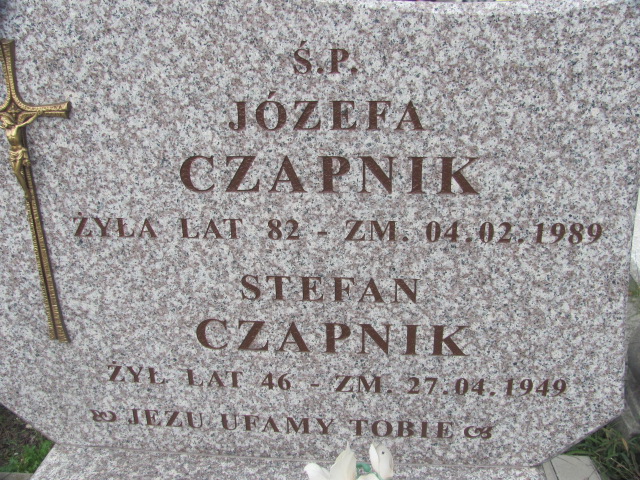 Ś.P.
JÓZEFA
CZAPNIK
ŻYŁA LAT 82 - ZM. 04.02.1989
STEFAN
CZAPNIK
ŻYŁ LAT 46 - ZM. 27.04.1949
JEZU UFAMY TOBIE